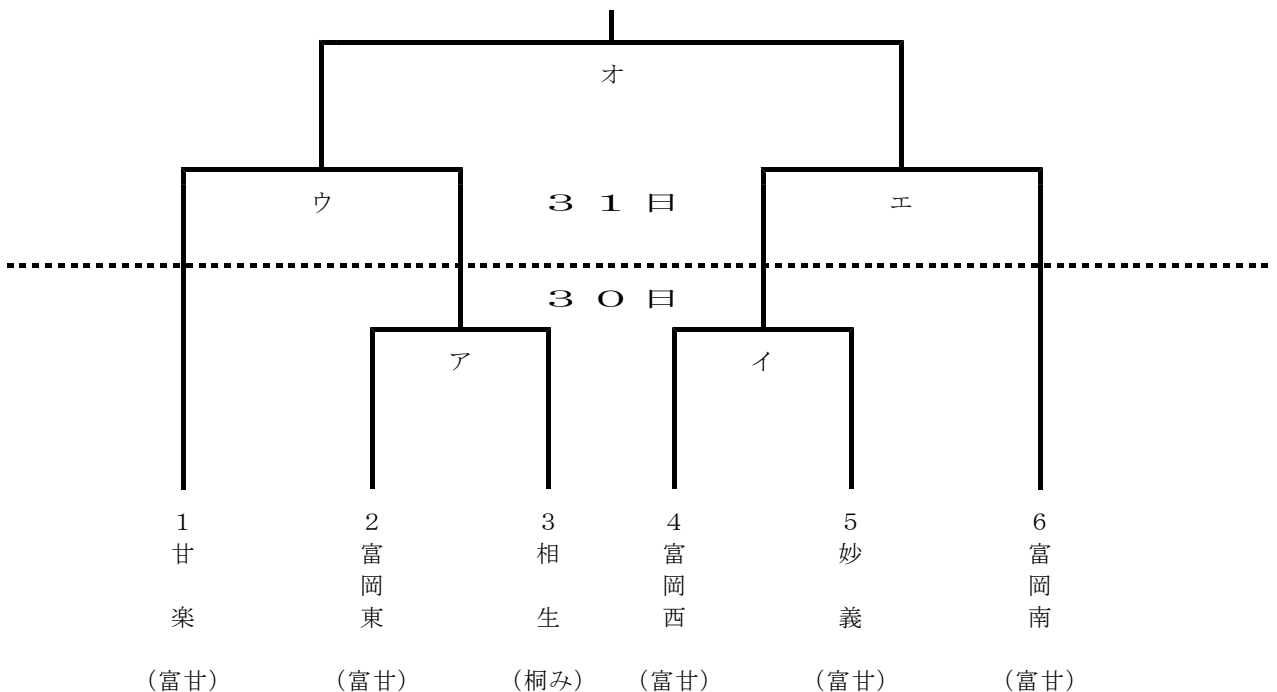 オ
ウ
３１日
エ
３０日
ア
イ
１
甘楽
（富甘）
２
富岡東
（富甘）
３
相生
（桐み）
４
富岡西
（富甘）
５
妙義
（富甘）
６
富岡南
（富甘）